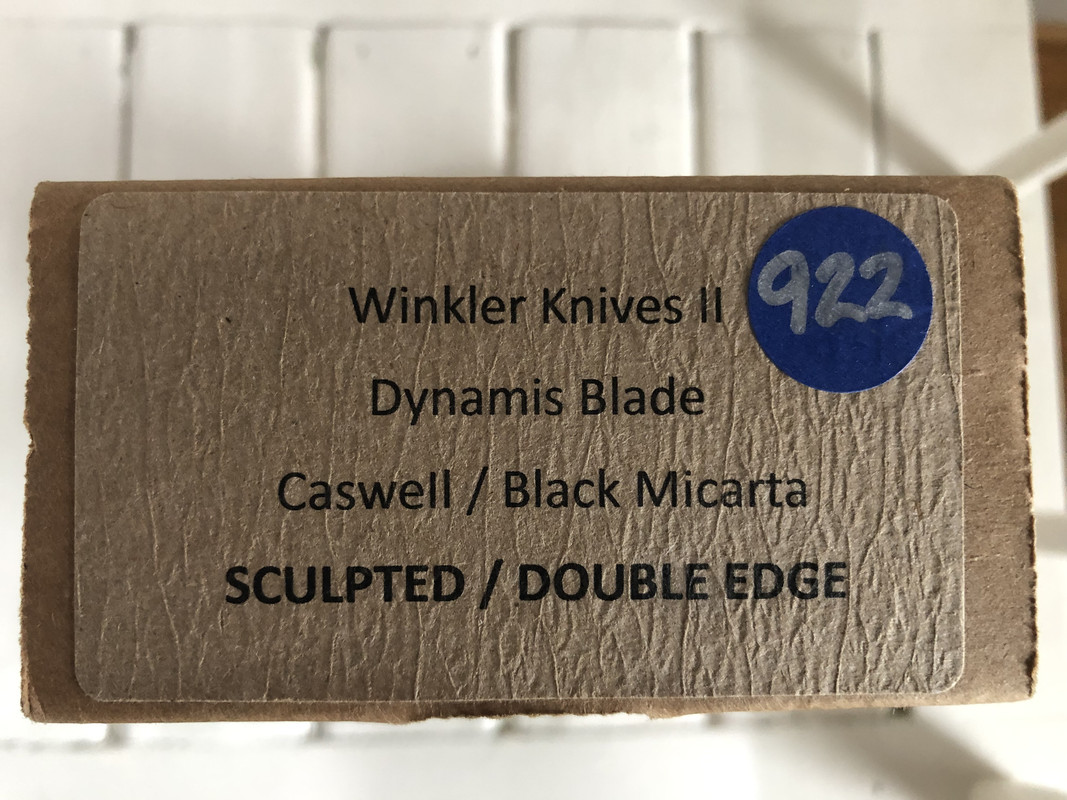 Winkler Knives II
922
Dynamis Blade
Caswell / Black Micarta
SCULPTED / DOUBLE EDGE